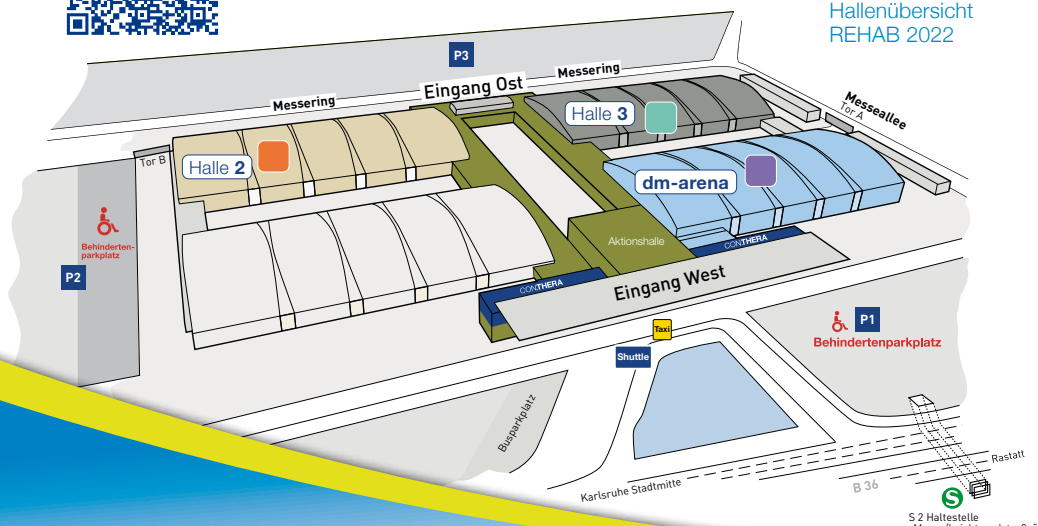 Hallenübersicht
REHAB 2022
P3
Messering
Eingang Ost
Messering
Messeallee
Tor A
Halle 3
Halle 2
Tor B
dm-arena
Behinderten-
parkplatz
P2
Aktionshalle
CONTHERA
CONTHERA
Eingang West
Taxi
Shuttle
P1
Behindertenparkplatz
Busparkplatz
Karlsruhe Stadtmitte
B 36
Rastatt
S
S 2 Haltestelle